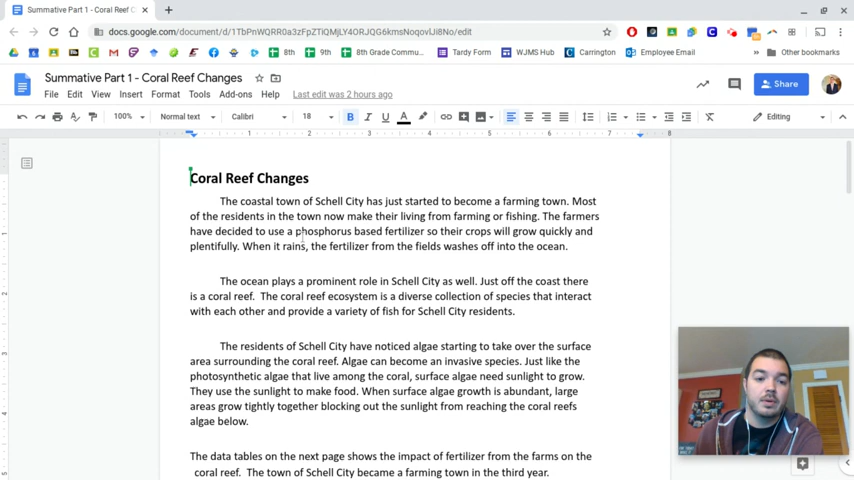 Summative Part 1 - Coral Reef C
docs.google.com/document/d/1TbPnWQRR0a3zFpZTlQMjLY4ORJQG6kmsNoqovlJi8No/edit
8th
9th
8th Grade Commu...
Tardy Form
WJMS Hub
Carrington
Employee Email
»
Other bookmarks
Summative Part 1 - Coral Reef Changes
File Edit View Insert Format Tools Add-ons Help Last edit was 2 hours ago
Share
100% Normal text Calibri 18 B I U A Editing
1 2 3 4 5 6 7 8
Coral Reef Changes
The coastal town of Schell City has just started to become a farming town. Most
of the residents in the town now make their living from farming or fishing. The farmers
have decided to use a phosphorus based fertilizer so their crops will grow quickly and
plentifully. When it rains, the fertilizer from the fields washes off into the ocean.
The ocean plays a prominent role in Schell City as well. Just off the coast there
is a coral reef. The coral reef ecosystem is a diverse collection of species that interact
with each other and provide a variety of fish for Schell City residents.
The residents of Schell City have noticed algae starting to take over the surface
area surrounding the coral reef. Algae can become an invasive species. Just like the
photosynthetic algae that live among the coral, surface algae need sunlight to grow.
They use the sunlight to make food. When surface algae growth is abundant, large
areas grow tightly together blocking out the sunlight from reaching the coral reefs
algae below.
The data tables on the next page shows the impact of fertilizer from the farms on the
coral reef. The town of Schell City became a farming town in the third year.